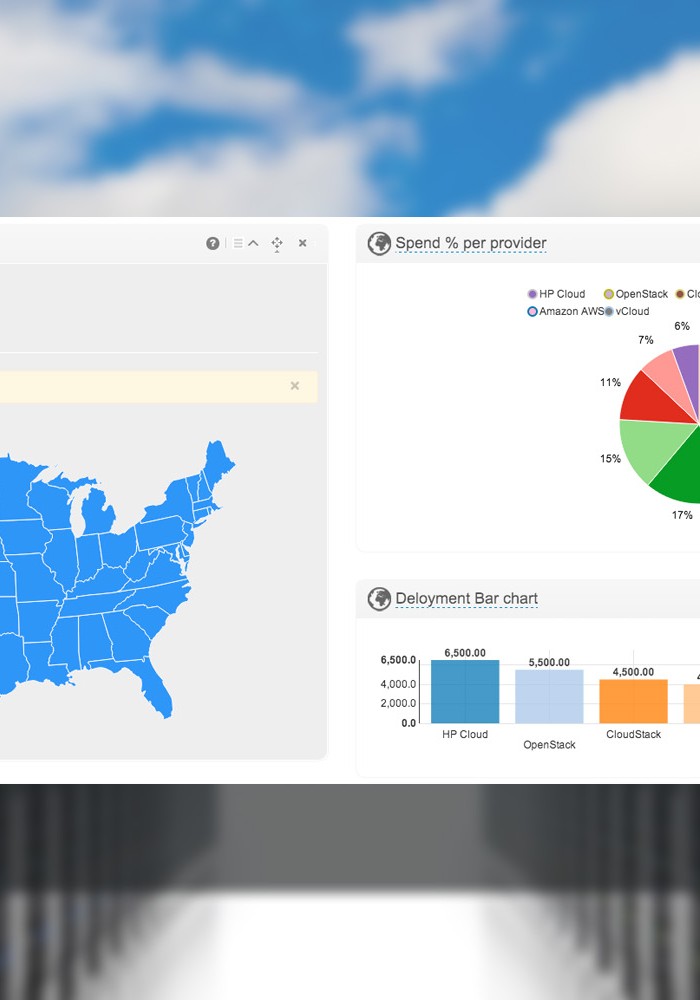 Spend % per provider
HP Cloud OpenStack Clo
Amazon AWS vCloud
6%
7%
11%
15%
17%
Deloyment Bar chart
6,500.00
5,500.00
4,500.00
4
6,500.0
4,000.0
2,000.0
0.0
HP Cloud
OpenStack
CloudStack